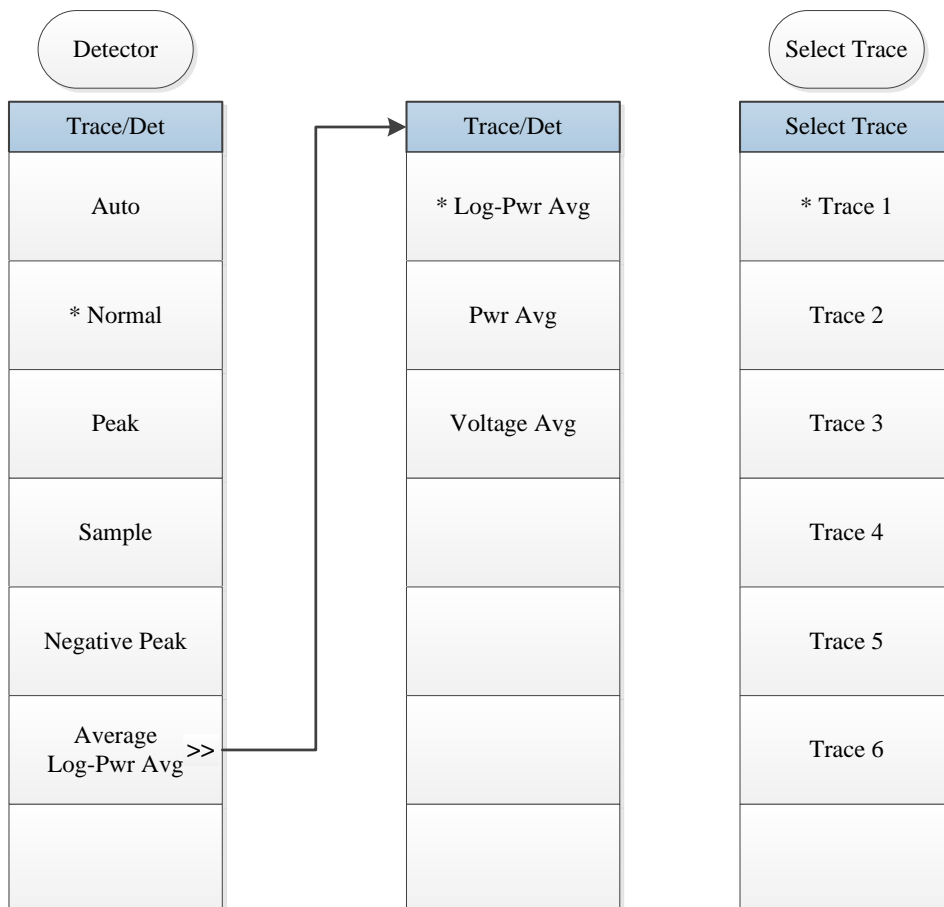 Detector
Trace/Det
Auto
* Normal
Peak
Sample
Negative Peak
Average
Log-Pwr Avg >>
Trace/Det
* Log-Pwr Avg
Pwr Avg
Voltage Avg
Select Trace
Select Trace
* Trace 1
Trace 2
Trace 3
Trace 4
Trace 5
Trace 6